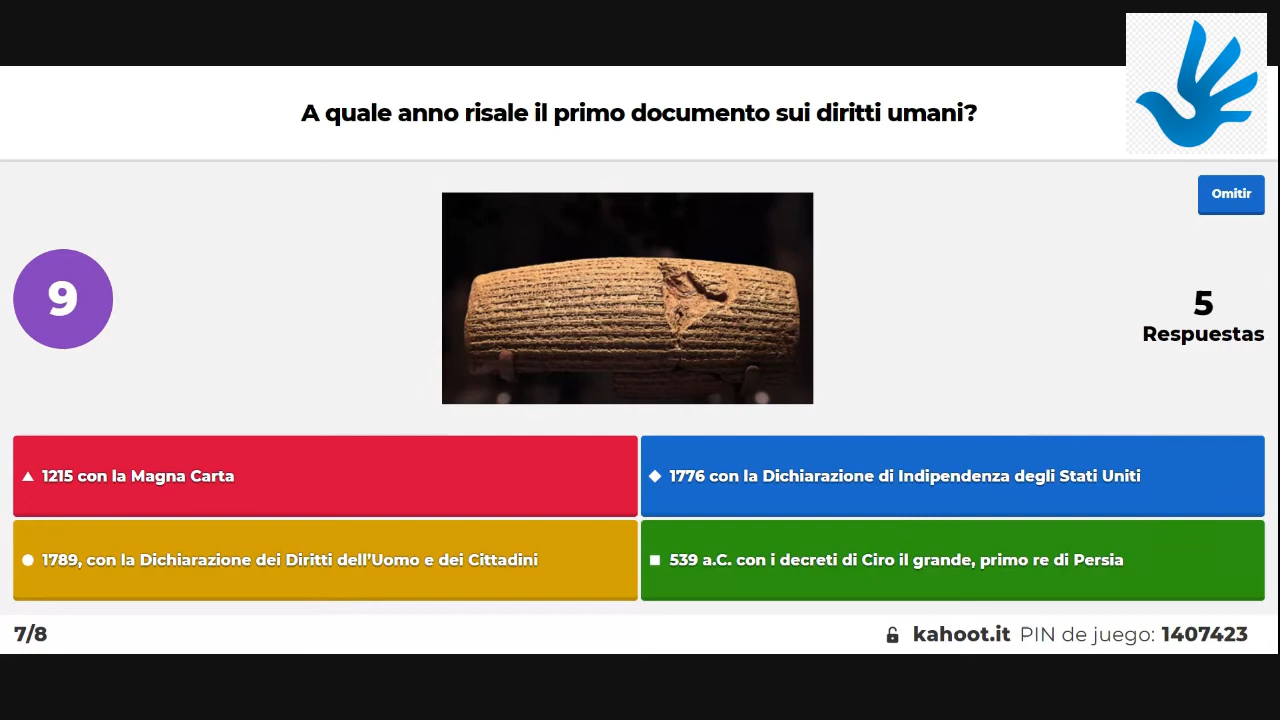 A quale anno risale il primo documento sui diritti umani?
Omitir
9
5
Respuestas
1215 con la Magna Carta
1776 con la Dichiarazione di Indipendenza degli Stati Uniti
1789, con la Dichiarazione dei Diritti dell’Uomo e dei Cittadini
539 a.C. con i decreti di Ciro il grande, primo re di Persia
7/8
kahoot.it PIN de juego: 1407423